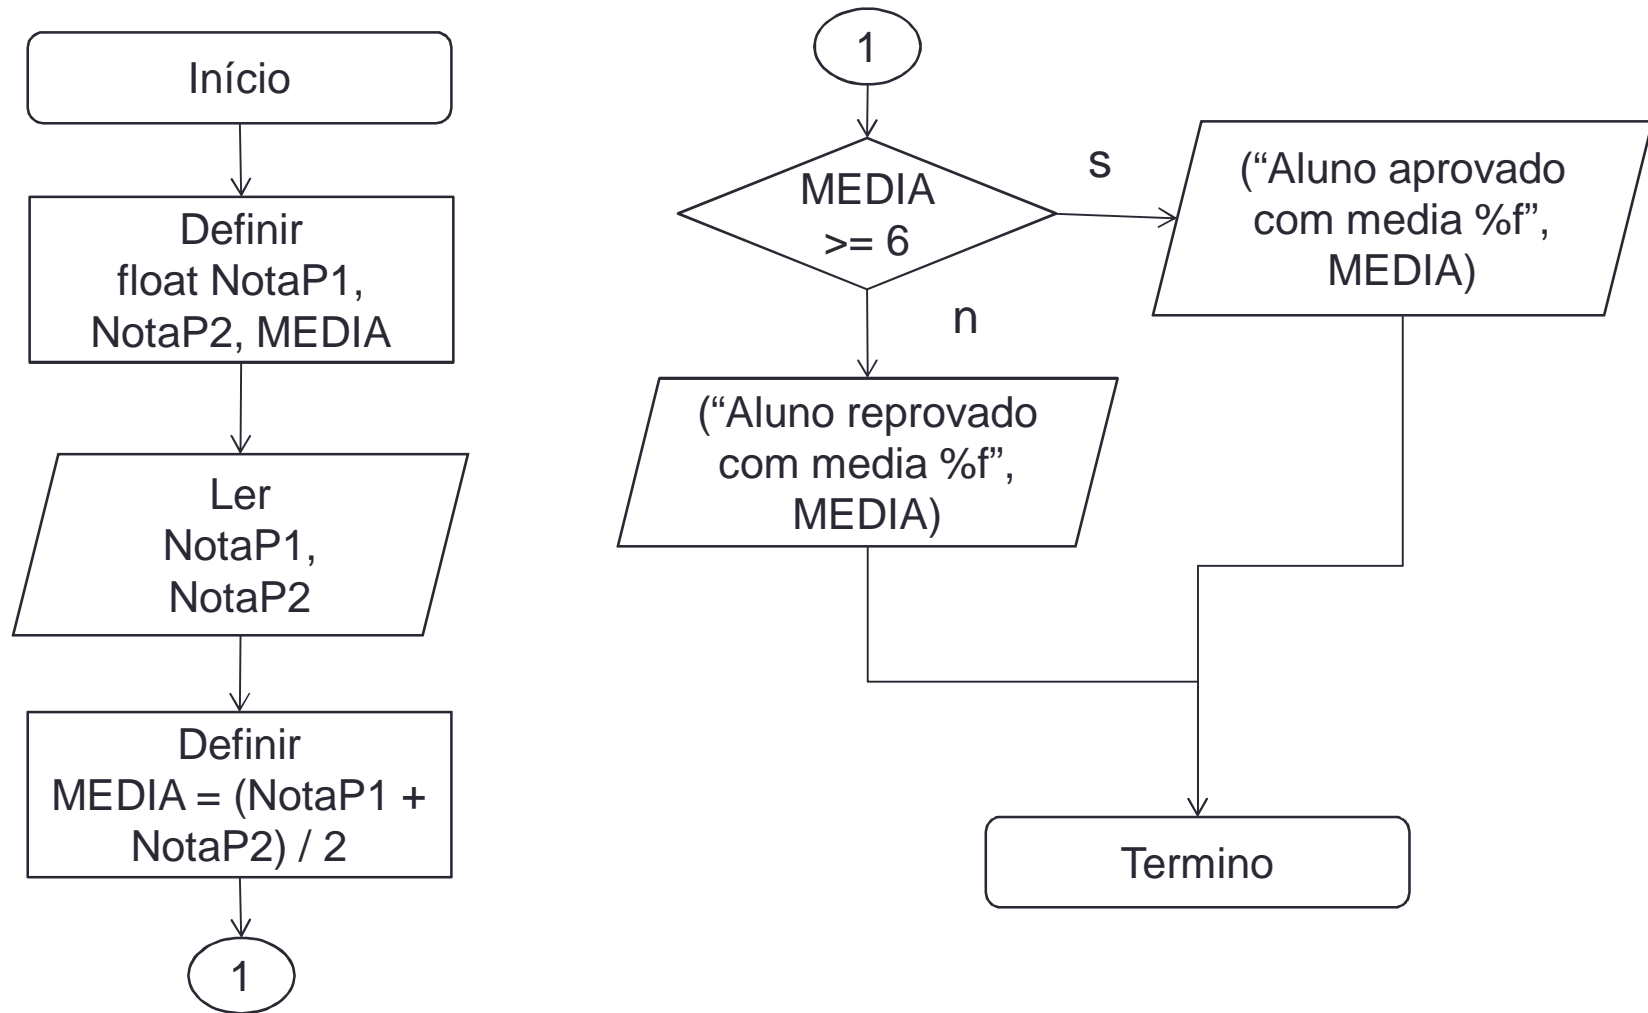 Início
Definir
float NotaP1,
NotaP2, MEDIA
Ler
NotaP1,
NotaP2
Definir
MEDIA = (NotaP1 +
NotaP2) / 2
1
1
MEDIA
>= 6
s
(“Aluno aprovado
com media %f”,
MEDIA)
n
(“Aluno reprovado
com media %f”,
MEDIA)
Termino